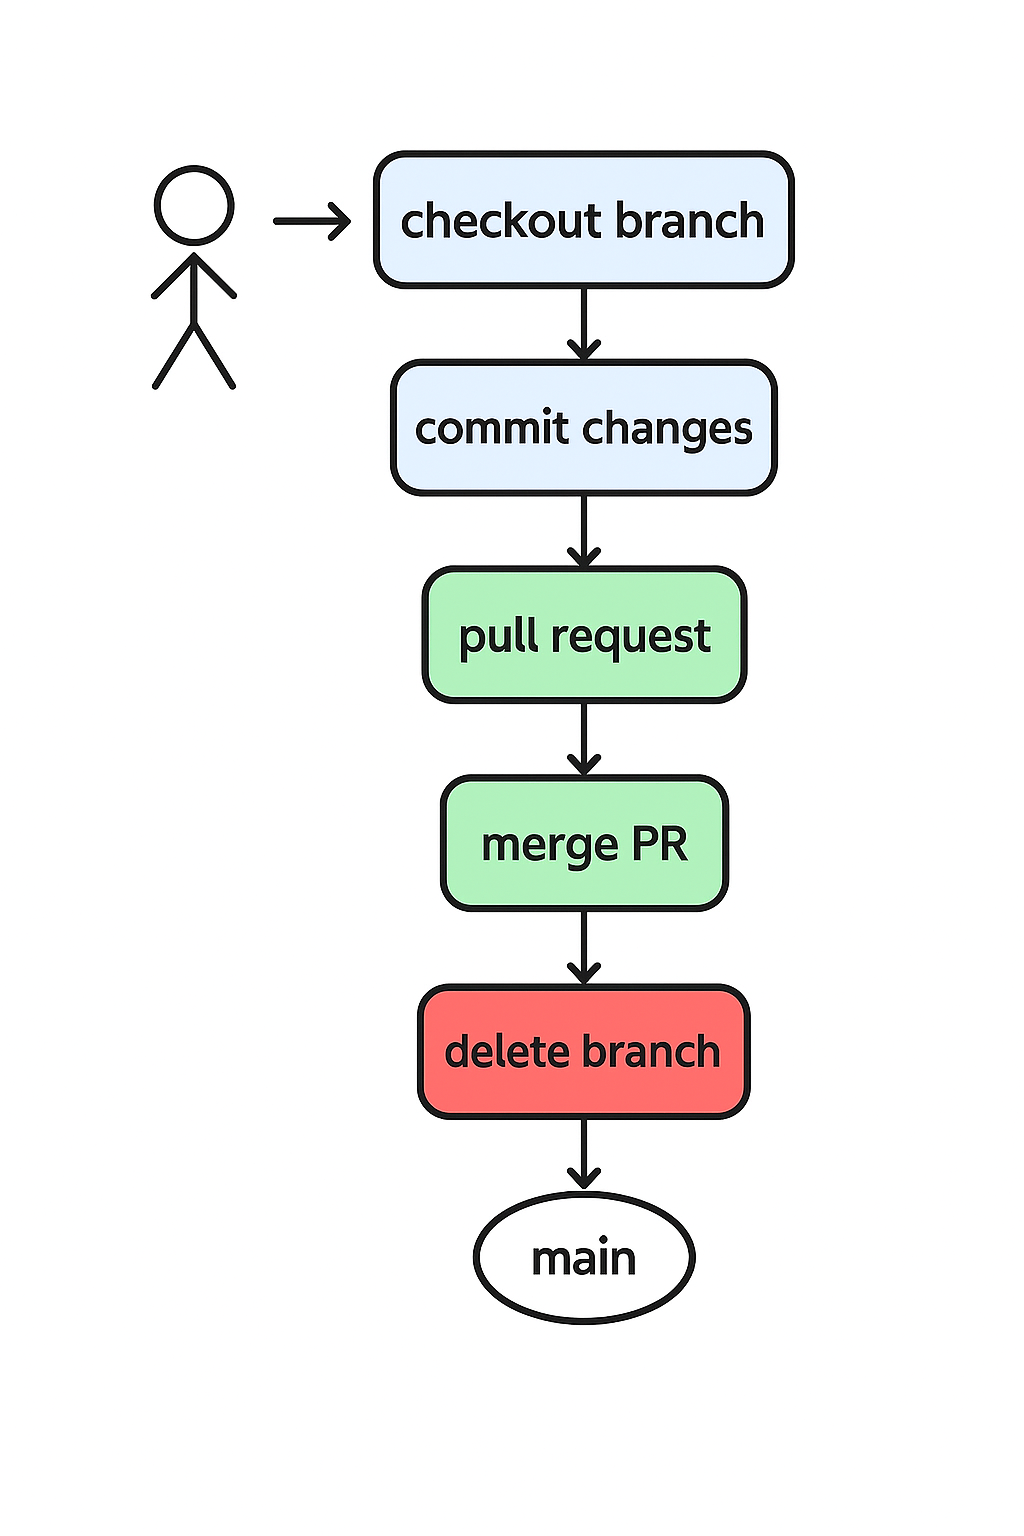 checkout branch
commit changes
pull request
merge PR
delete branch
main